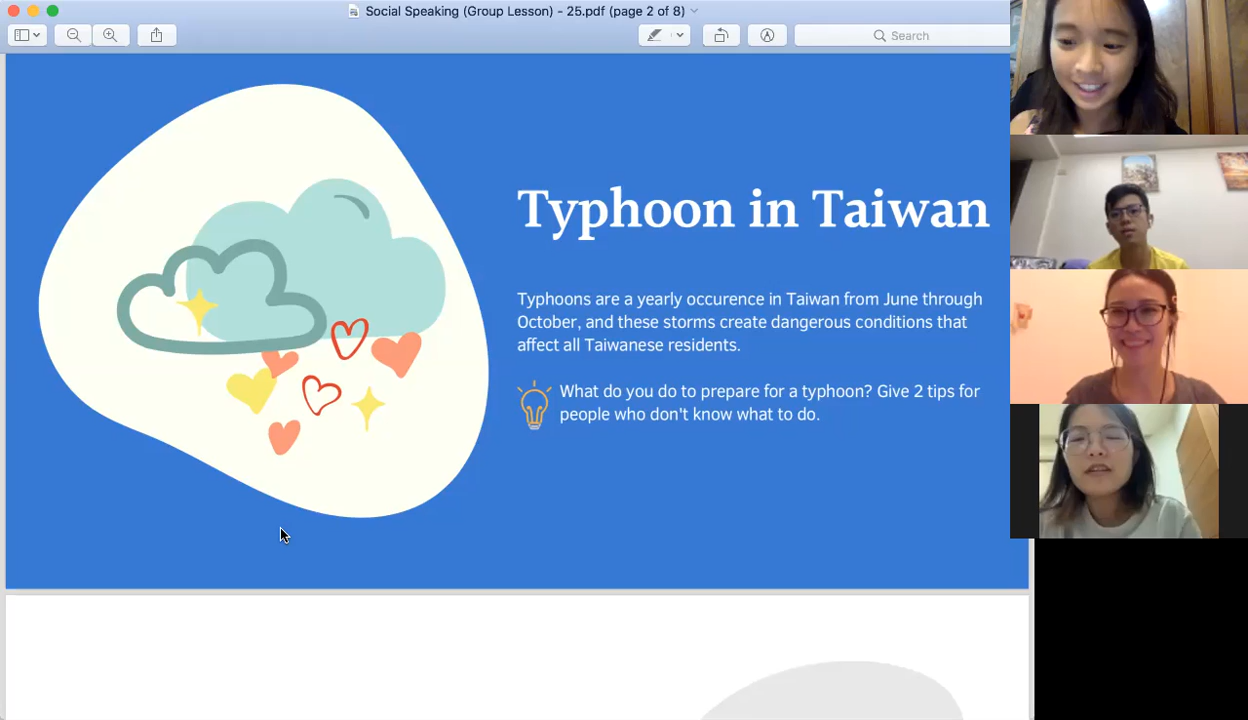 Social Speaking (Group Lesson) - 25.pdf (page 2 of 8)
Search
Typhoon in Taiwan
Typhoons are a yearly occurence in Taiwan from June through
October, and these storms create dangerous conditions that
affect all Taiwanese residents.
What do you do to prepare for a typhoon? Give 2 tips for
people who don't know what to do.